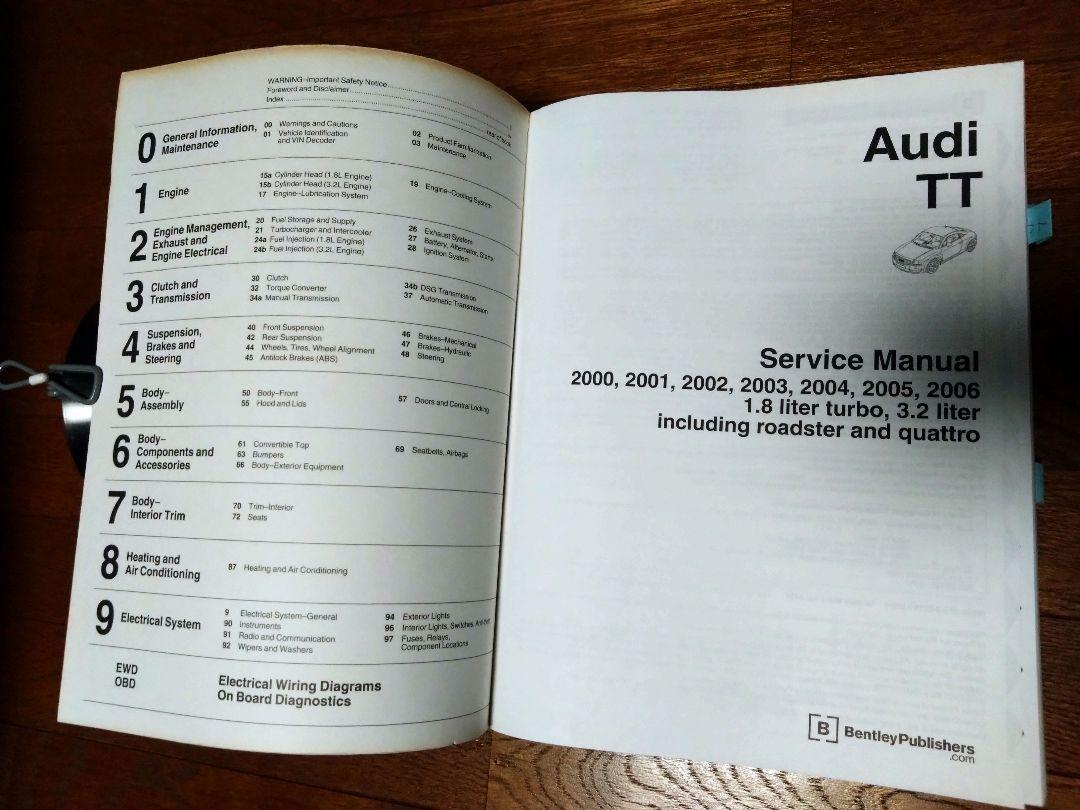 WARNING–Important Safety Notice
Foreword and Disclaimer
Index
rear of book
0 General Information, Maintenance
00 Warnings and Cautions
01 Vehicle Identification
and VIN Decoder
02 Product Familiarization
03 Maintenance
1 Engine
15a Cylinder Head (1.8L Engine)
15b Cylinder Head (3.2L Engine)
17 Engine–Lubrication System
19 Engine–Cooling System
2 Engine Management,
Exhaust and
Engine Electrical
20 Fuel Storage and Supply
21 Turbocharger and Intercooler
24a Fuel Injection (1.8L Engine)
24b Fuel Injection (3.2L Engine)
26 Exhaust System
27 Battery, Alternator, Starter
28 Ignition System
3 Clutch and
Transmission
30 Clutch
32 Torque Converter
34a Manual Transmission
34b DSG Transmission
37 Automatic Transmission
4 Suspension,
Brakes and
Steering
40 Front Suspension
42 Rear Suspension
44 Wheels, Tires, Wheel Alignment
45 Antilock Brakes (ABS)
46 Brakes–Mechanical
47 Brakes–Hydraulic
48 Steering
5 Body–
Assembly
50 Body–Front
55 Hood and Lids
57 Doors and Central Locking
6 Body–
Components and
Accessories
61 Convertible Top
63 Bumpers
66 Body–Exterior Equipment
69 Seatbelts, Airbags
7 Body–
Interior Trim
70 Trim–Interior
72 Seats
8 Heating and
Air Conditioning
87 Heating and Air Conditioning
9 Electrical System
9 Electrical System–General
90 Instruments
91 Radio and Communication
92 Wipers and Washers
94 Exterior Lights
96 Interior Lights, Switches,
97 Fuses, Relays,
Component Locations
EWD
OBD
Electrical Wiring Diagrams
On Board Diagnostics
Audi
TT
Service Manual
2000, 2001, 2002, 2003, 2004, 2005, 2006
1.8 liter turbo, 3.2 liter
including roadster and quattro
[B] BentleyPublishers
.com